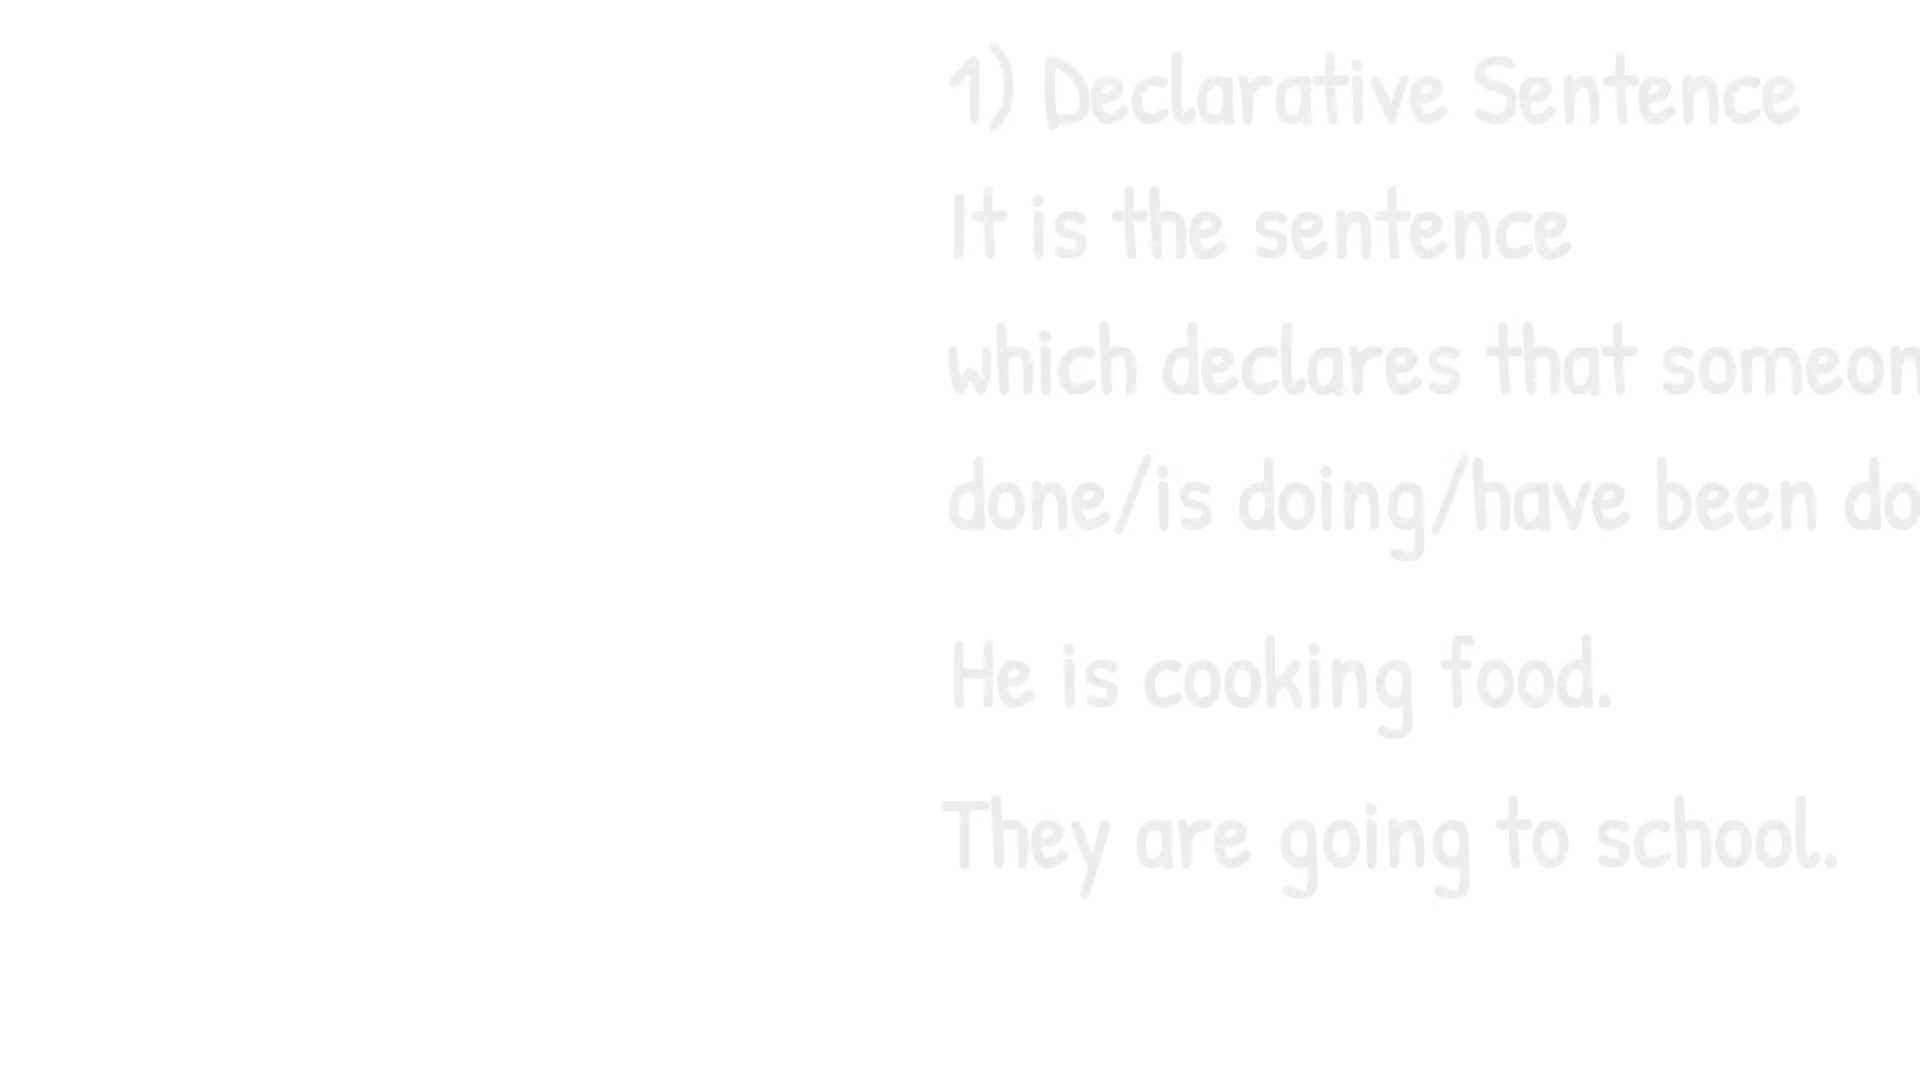 1) Declarative Sentence
It is the sentence
which declares that someon
done/is doing/have been do
He is cooking food.
They are going to school.